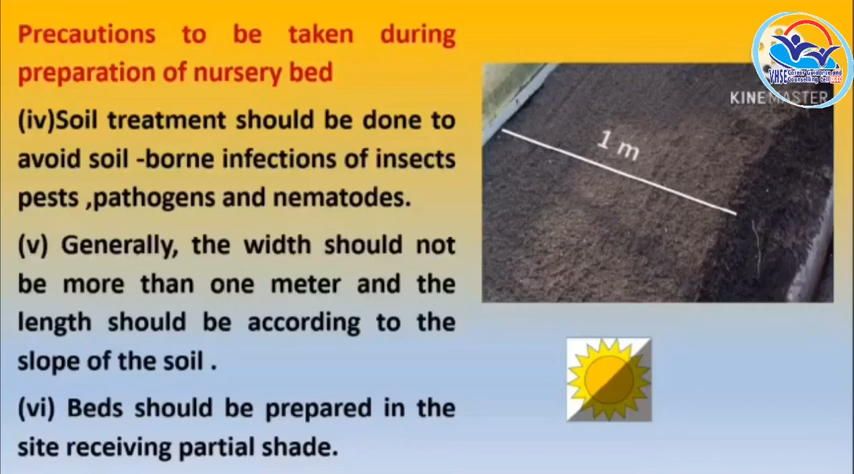 Precautions to be taken during
preparation of nursery bed
(iv)Soil treatment should be done to
avoid soil -borne infections of insects
pests ,pathogens and nematodes.
(v) Generally, the width should not
be more than one meter and the
length should be according to the
slope of the soil .
(vi) Beds should be prepared in the
site receiving partial shade.
1 m
VHSE
KINEMASTER